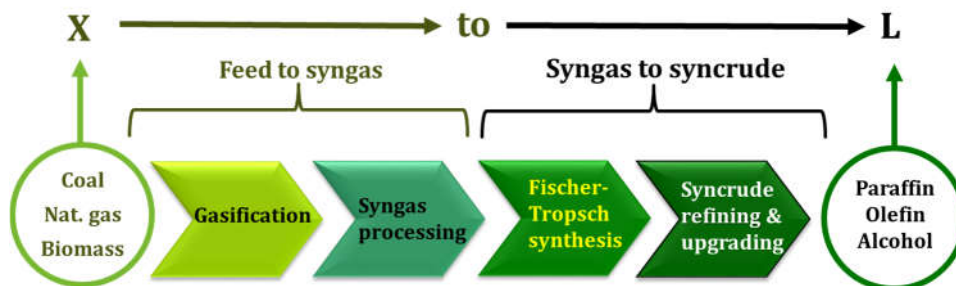 X to L
Feed to syngas
Syngas to syncrude
Coal
Nat. gas
Biomass
Gasification
Syngas
processing
Fischer-
Tropsch
synthesis
Syncrude
refining &
upgrading
Paraffin
Olefin
Alcohol